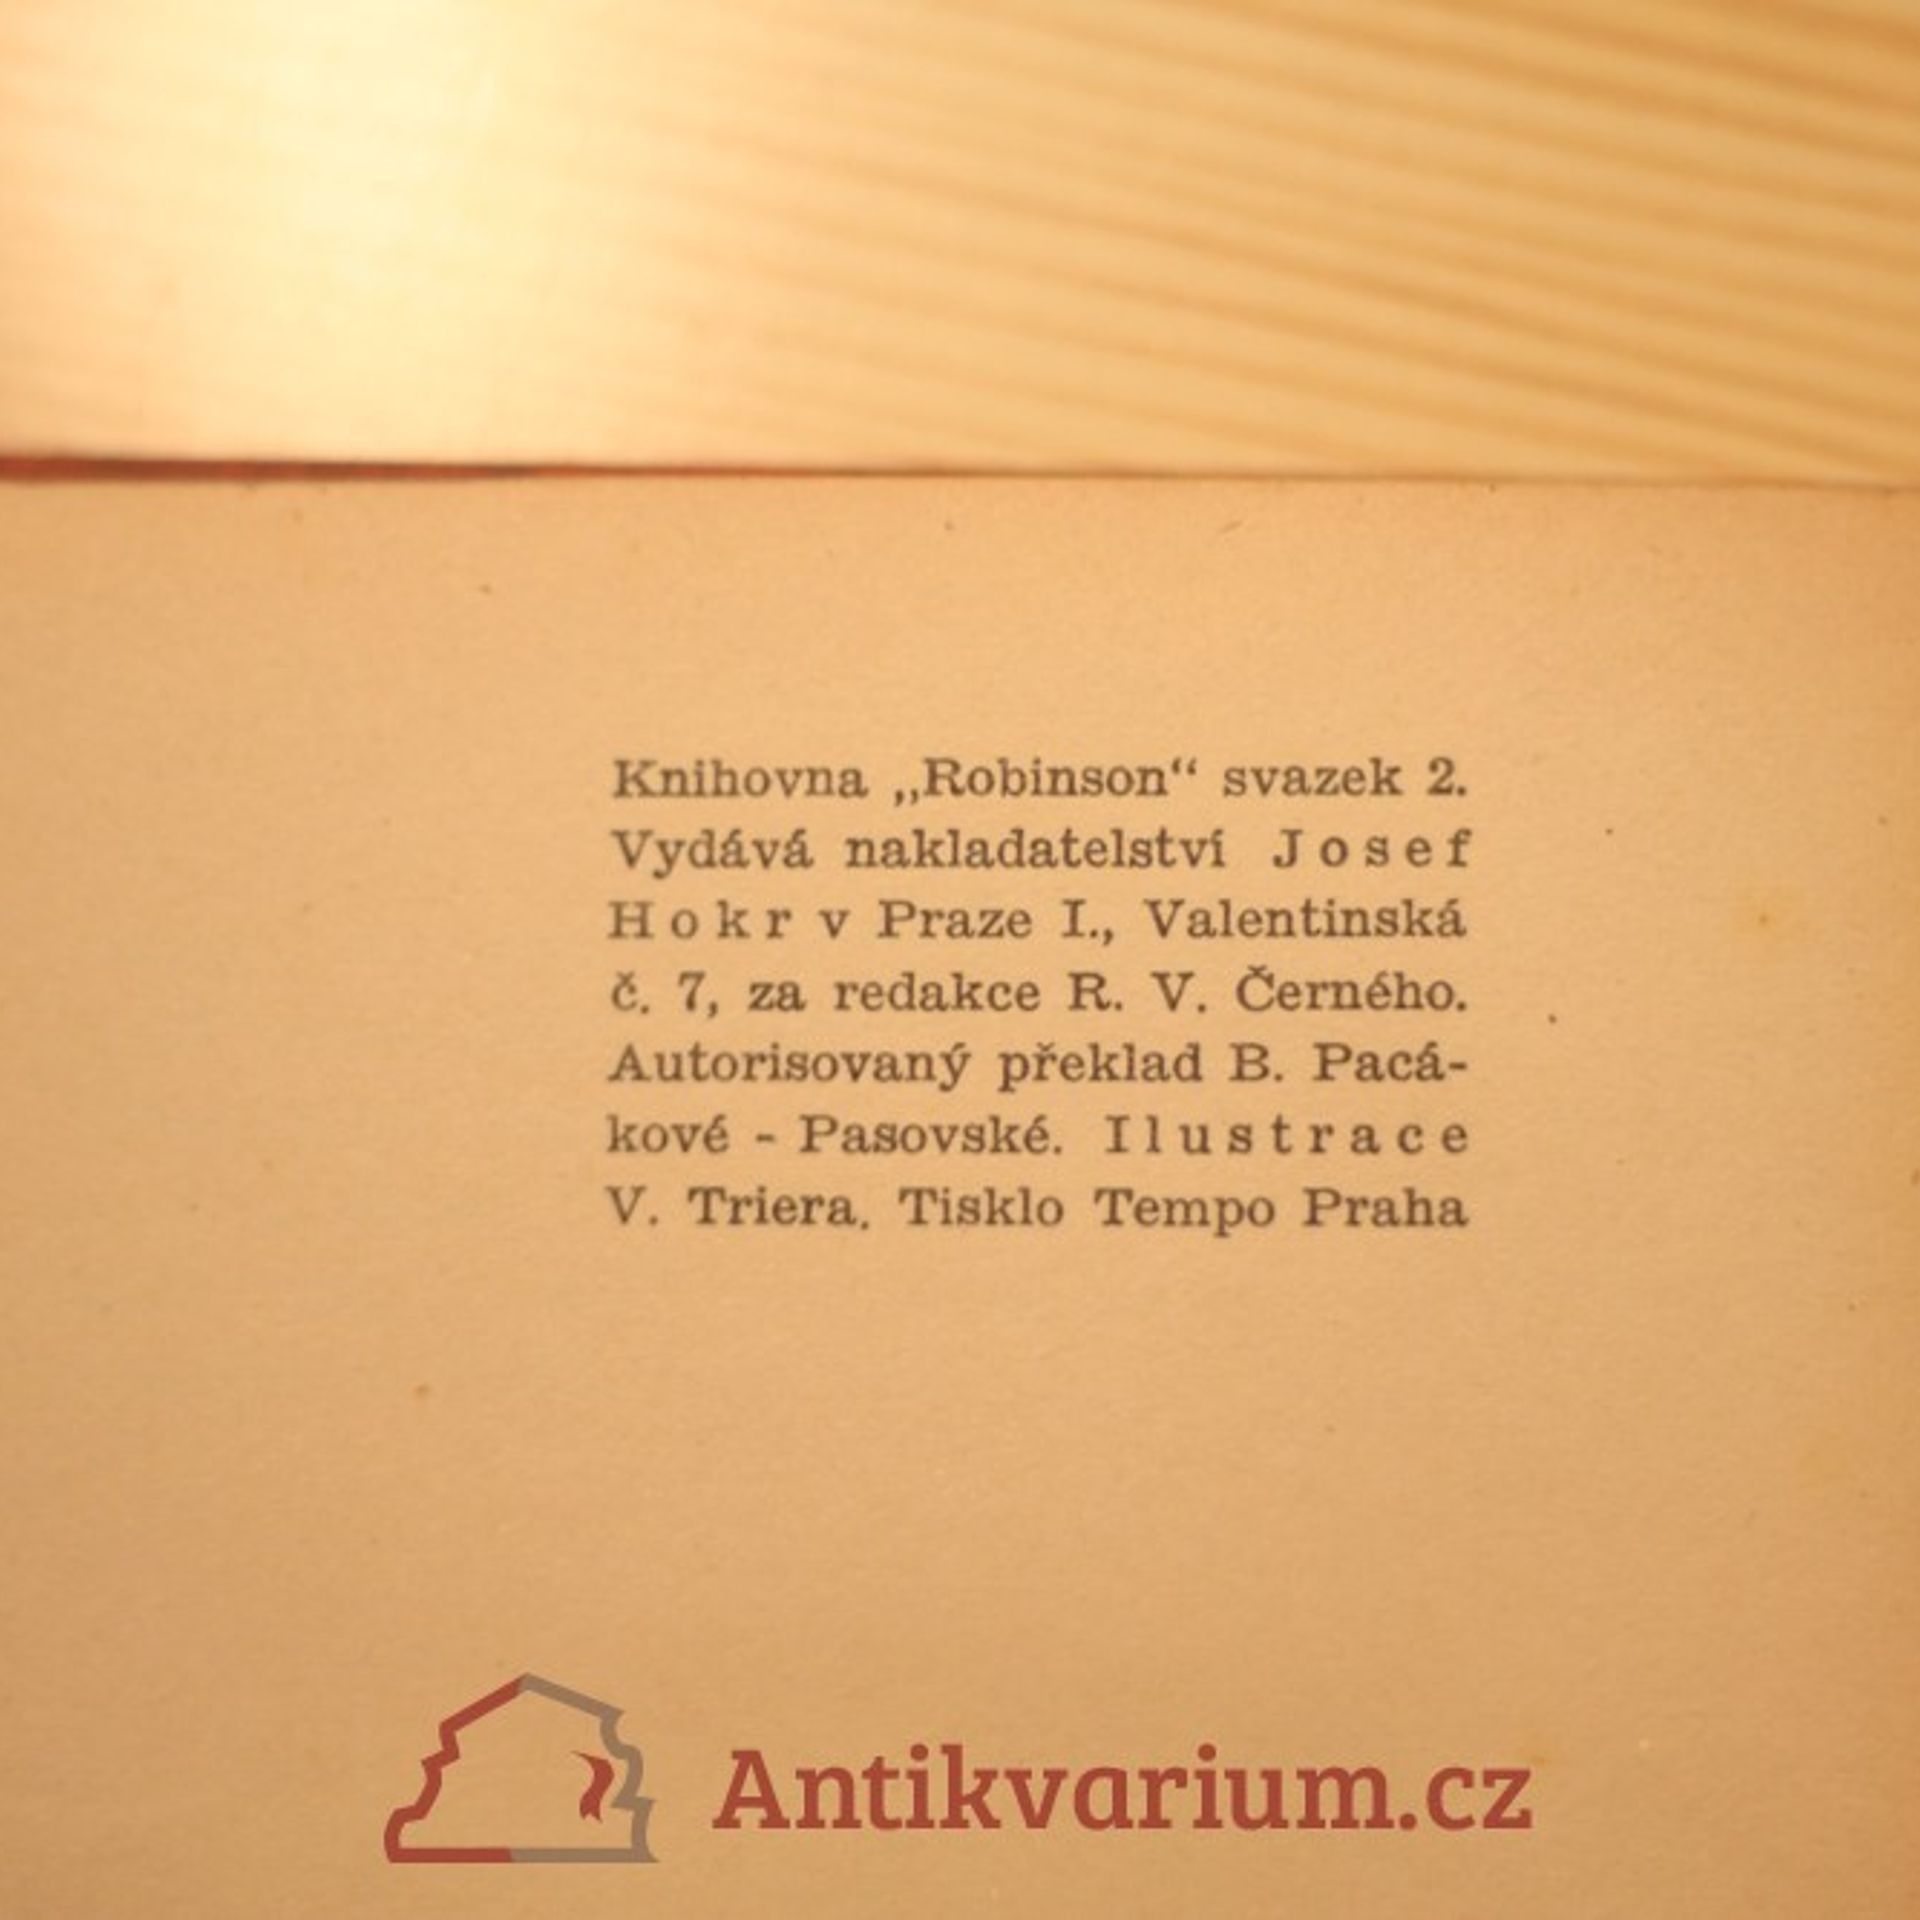 Knihovna „Robinson“ svazek 2.
Vydává nakladatelství Josef
Hokr v Praze I., Valentinská
č. 7, za redakce R. V. Černého.
Autorisovaný překlad B. Pacá-
kové - Pasovské. Ilustrace
V. Triera. Tisklo Tempo Praha
Antikvarium.cz